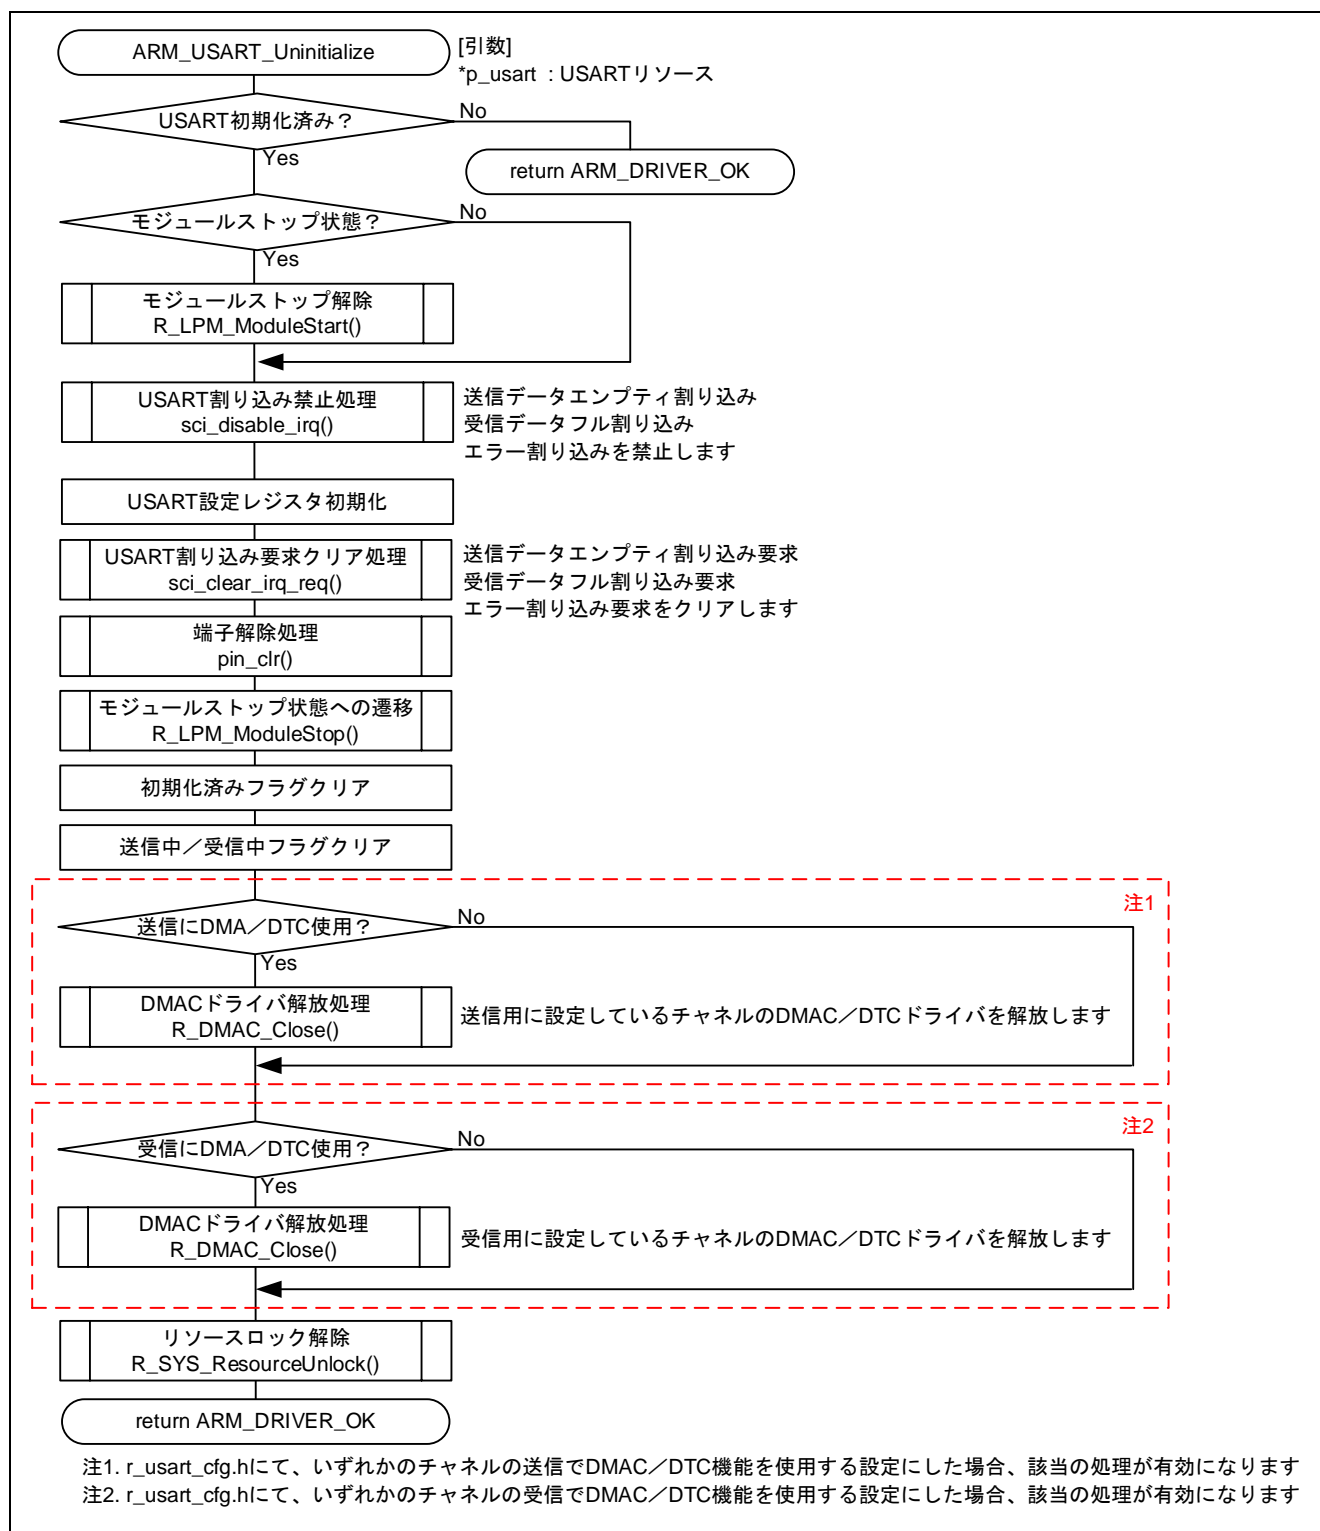 ARM_USART_Uninitialize
[引数]
*p_usart : USARTリソース
USART初期化済み？
No
Yes
return ARM_DRIVER_OK
モジュールストップ状態？
No
Yes
モジュールストップ解除
R_LPM_ModuleStart()
USART割り込み禁止処理
sci_disable_irq()
送信データエンプティ割り込み
受信データフル割り込み
エラー割り込みを禁止します
USART設定レジスタ初期化
USART割り込み要求クリア処理
sci_clear_irq_req()
送信データエンプティ割り込み要求
受信データフル割り込み要求
エラー割り込み要求をクリアします
端子解除処理
pin_clr()
モジュールストップ状態への遷移
R_LPM_ModuleStop()
初期化済みフラグクリア
送信中／受信中フラグクリア
注1
送信にDMA／DTC使用？
No
Yes
DMACドライバ解放処理
R_DMAC_Close()
送信用に設定しているチャネルのDMAC／DTCドライバを解放します
注2
受信にDMA／DTC使用？
No
Yes
DMACドライバ解放処理
R_DMAC_Close()
受信用に設定しているチャネルのDMAC／DTCドライバを解放します
リソースロック解除
R_SYS_ResourceUnlock()
return ARM_DRIVER_OK
注1. r_usart_cfg.hにて、いずれかのチャネルの送信でDMAC／DTC機能を使用する設定にした場合、該当の処理が有効になります
注2. r_usart_cfg.hにて、いずれかのチャネルの受信でDMAC／DTC機能を使用する設定にした場合、該当の処理が有効になります